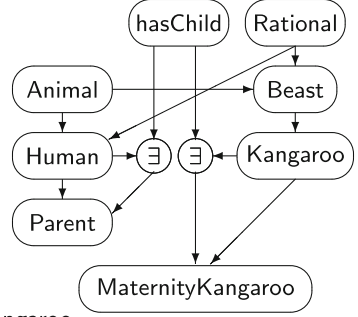 hasChild Rational
Animal Beast
Human ∃ ∃ Kangaroo
Parent
MaternityKangaroo